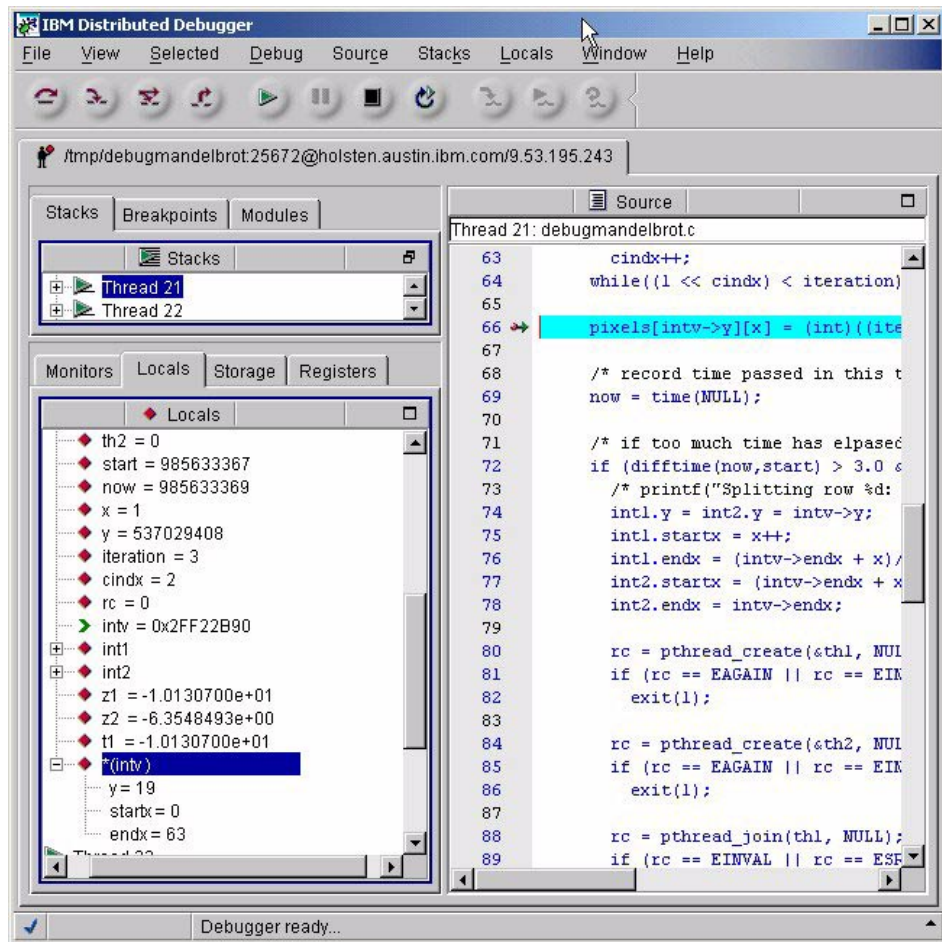 IBM Distributed Debugger
File View Selected Debug Source Stacks Locals Window Help
/tmp/debugmandelbrot:25672@holsten.austin.ibm.com/9.53.195.243
Stacks Breakpoints Modules
Stacks
Thread 21
Thread 22
Monitors Locals Storage Registers
Locals
th2 = 0
start = 985633367
now = 985633369
x = 1
y = 537029408
iteration = 3
cindx = 2
rc = 0
intv = 0x2FF22B90
int1
int2
z1 = -1.0130700e+01
z2 = -6.3548493e+00
t1 = -1.0130700e+01
*(intv)
y = 19
startx = 0
endx = 63
Source
Thread 21: debugmandelbrot.c
63 cindx++;
64 while((1 << cindx) < iteration)
65
66 pixels[intv->y][x] = (int)((ite
67
68 /* record time passed in this t
69 now = time(NULL);
70
71 /* if too much time has elpased
72 if (difftime(now,start) > 3.0 &
73 /* printf("Splitting row %d:
74 int1.y = int2.y = intv->y;
75 int1.startx = x++;
76 int1.endx = (intv->endx + x)/
77 int2.startx = (intv->endx + x
78 int2.endx = intv->endx;
79
80 rc = pthread_create(&th1, NUL
81 if (rc == EAGAIN || rc == EIN
82 exit(1);
83
84 rc = pthread_create(&th2, NUL
85 if (rc == EAGAIN || rc == EIN
86 exit(1);
87
88 rc = pthread_join(th1, NULL);
89 if (rc == EINVAL || rc == ESR
Debugger ready...